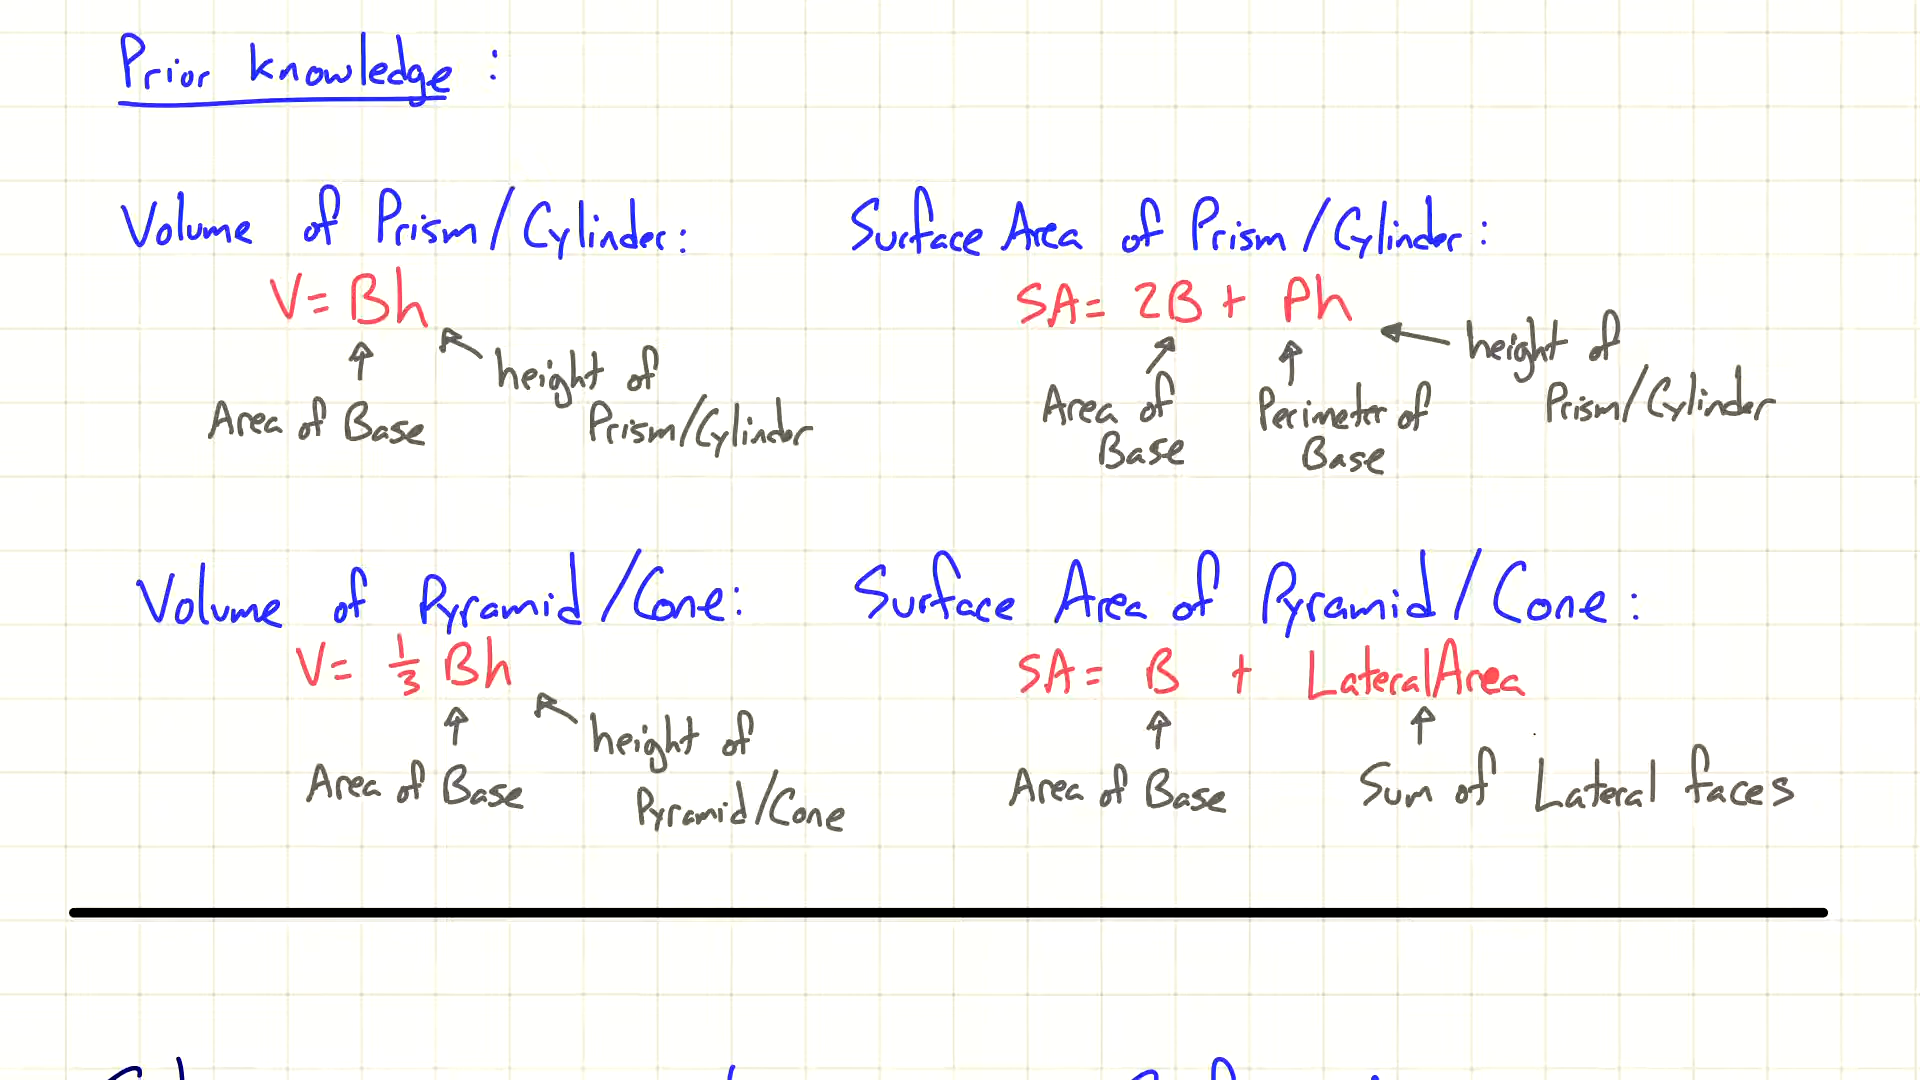 Prior knowledge :
Volume of Prism/Cylinder:
V= Bh
Area of Base
height of
Prism/Cylinder
Surface Area of Prism/Cylinder:
SA= 2B + Ph
Area of
Base
Perimeter of
Base
height of
Prism/Cylinder
Volume of Pyramid/Cone:
V= 1/3 Bh
Area of Base
height of
Pyramid/Cone
Surface Area of Pyramid/Cone:
SA= B + LateralArea
Area of Base
Sum of Lateral faces